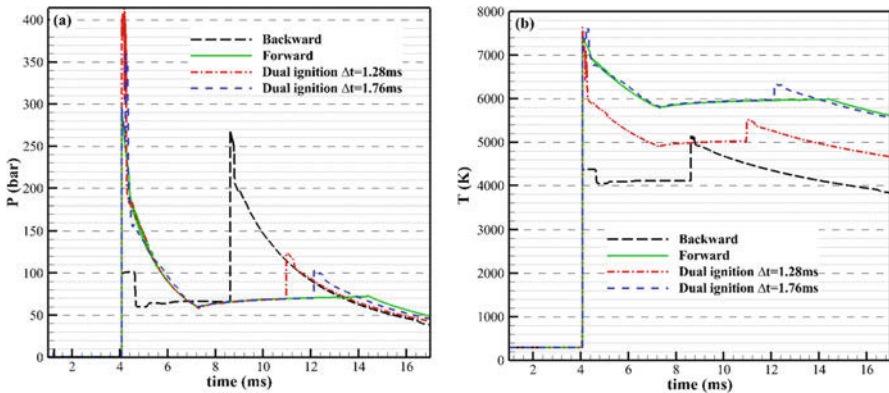 (a)
Backward
Forward
Dual ignition Δt=1.28ms
Dual ignition Δt=1.76ms
400
350
300
250
200
150
100
50
0
P (bar)
2 4 6 8 10 12 14 16
time (ms)
(b)
8000
7000
6000
5000
4000
3000
2000
1000
0
T (K)
Backward
Forward
Dual ignition Δt=1.28ms
Dual ignition Δt=1.76ms
2 4 6 8 10 12 14 16
time (ms)